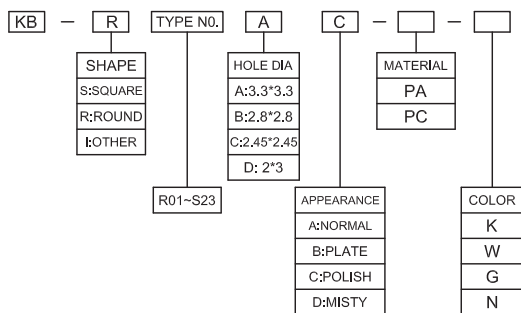 KB – R TYPE N0. A C – –
SHAPE
S:SQUARE
R:ROUND
I:OTHER
HOLE DIA
A:3.3*3.3
B:2.8*2.8
C:2.45*2.45
D: 2*3
MATERIAL
PA
PC
R01~S23
APPEARANCE
A:NORMAL
B:PLATE
C:POLISH
D:MISTY
COLOR
K
W
G
N